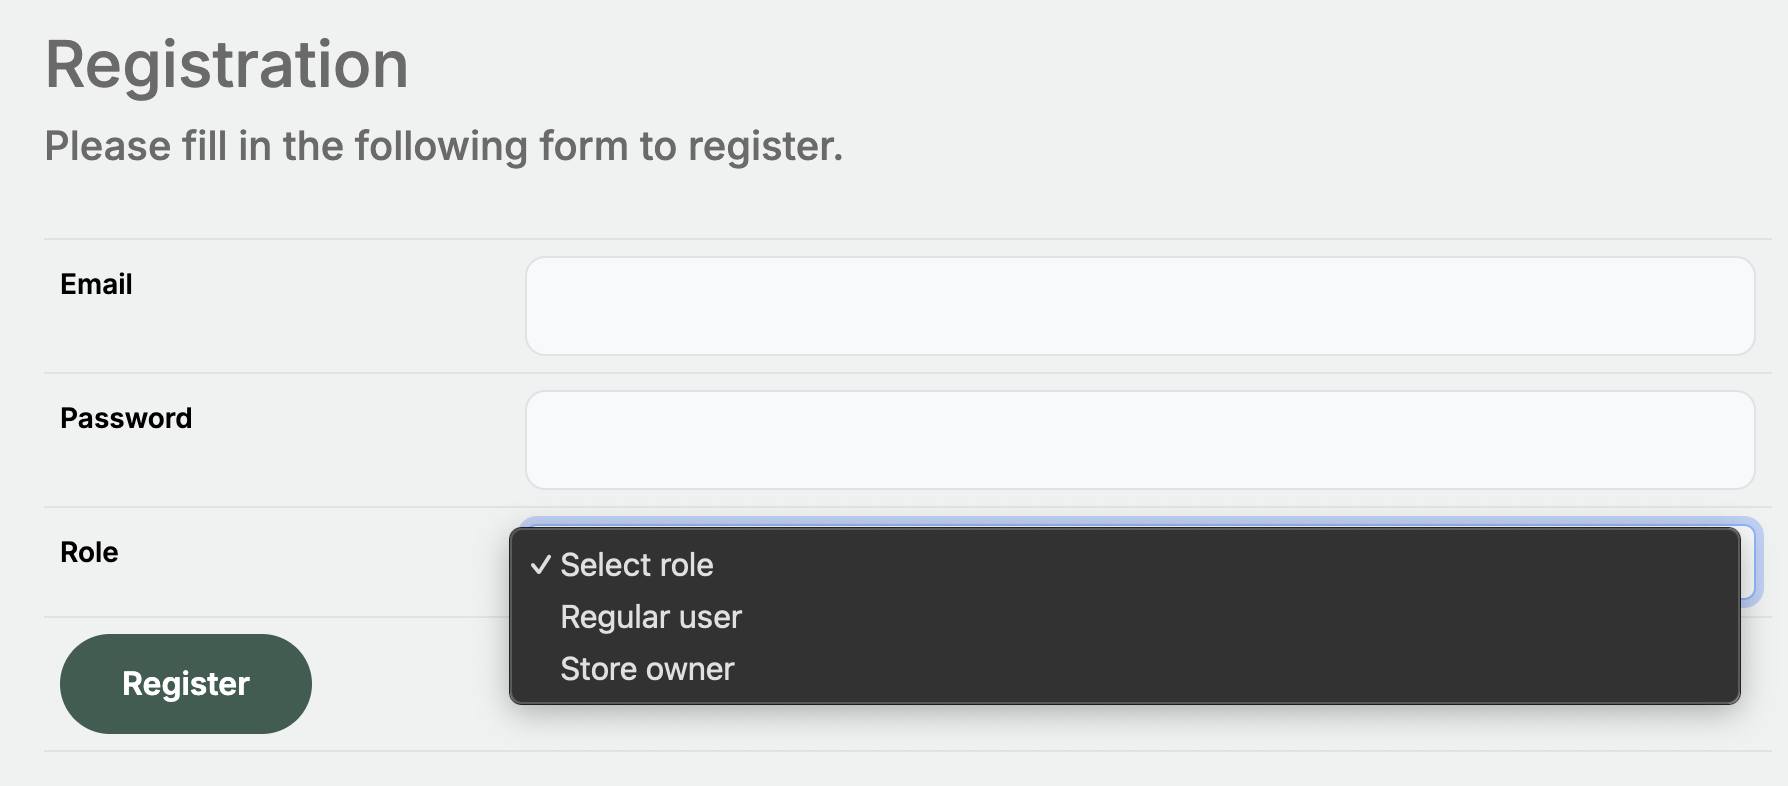 Registration
Please fill in the following form to register.
Email
Password
Role
✓ Select role
Regular user
Store owner
Register